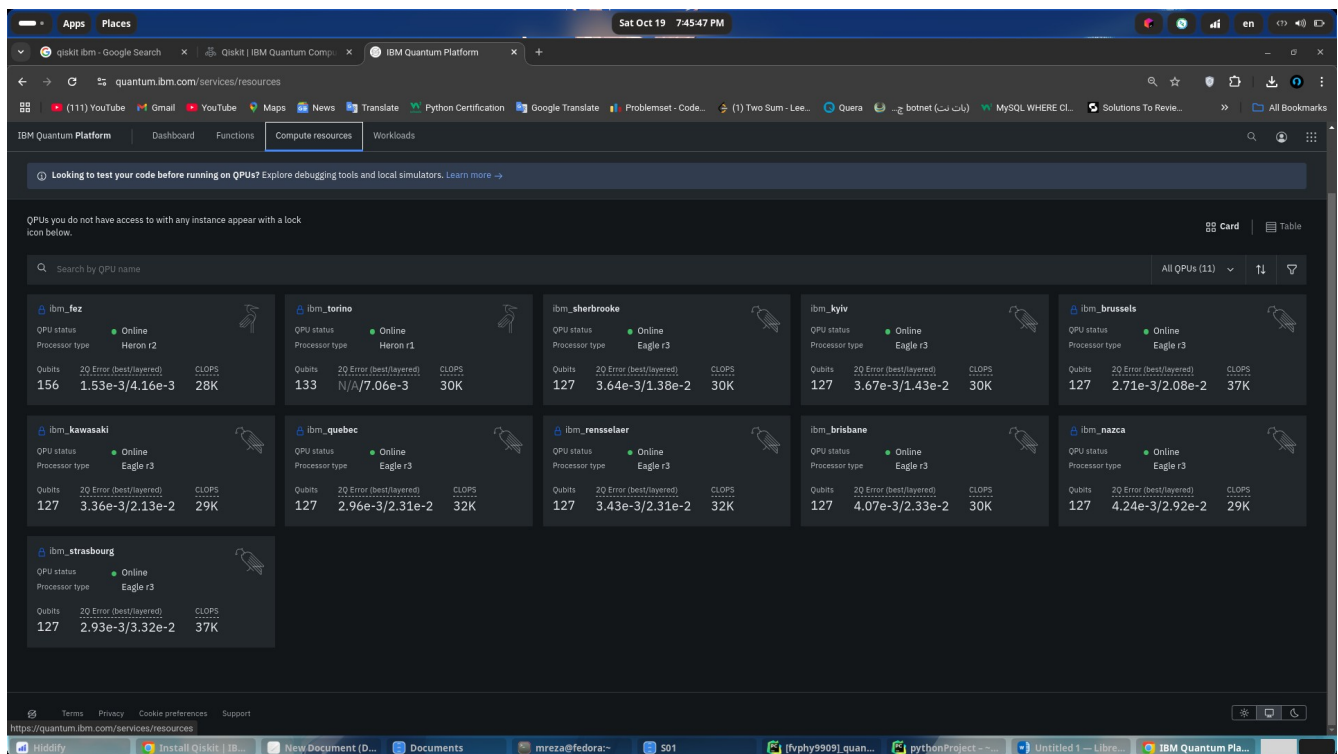 Apps Places Sat Oct 19 7:45:47 PM en
qiskit ibm - Google Search Qiskit | IBM Quantum Compu IBM Quantum Platform
quantum.ibm.com/services/resources
(111) YouTube Gmail YouTube Maps News Translate Python Certification Google Translate Problemset - Code... (1) Two Sum - Lee... Quera ...چ botnet (بات نت) MySQL WHERE Cl... Solutions To Revie... All Bookmarks
IBM Quantum Platform Dashboard Functions Compute resources Workloads
Looking to test your code before running on QPUs? Explore debugging tools and local simulators. Learn more →
QPUs you do not have access to with any instance appear with a lock
icon below.
Card Table
Search by QPU name All QPUs (11)
ibm_fez
QPU status Online
Processor type Heron r2
Qubits 2Q Error (best/layered) CLOPS
156 1.53e-3/4.16e-3 28K
ibm_torino
QPU status Online
Processor type Heron r1
Qubits 2Q Error (best/layered) CLOPS
133 N/A/7.06e-3 30K
ibm_sherbrooke
QPU status Online
Processor type Eagle r3
Qubits 2Q Error (best/layered) CLOPS
127 3.64e-3/1.38e-2 30K
ibm_kyiv
QPU status Online
Processor type Eagle r3
Qubits 2Q Error (best/layered) CLOPS
127 3.67e-3/1.43e-2 30K
ibm_brussels
QPU status Online
Processor type Eagle r3
Qubits 2Q Error (best/layered) CLOPS
127 2.71e-3/2.08e-2 37K
ibm_kawasaki
QPU status Online
Processor type Eagle r3
Qubits 2Q Error (best/layered) CLOPS
127 3.36e-3/2.13e-2 29K
ibm_quebec
QPU status Online
Processor type Eagle r3
Qubits 2Q Error (best/layered) CLOPS
127 2.96e-3/2.31e-2 32K
ibm_rensselaer
QPU status Online
Processor type Eagle r3
Qubits 2Q Error (best/layered) CLOPS
127 3.43e-3/2.31e-2 32K
ibm_brisbane
QPU status Online
Processor type Eagle r3
Qubits 2Q Error (best/layered) CLOPS
127 4.07e-3/2.33e-2 30K
ibm_nazca
QPU status Online
Processor type Eagle r3
Qubits 2Q Error (best/layered) CLOPS
127 4.24e-3/2.92e-2 29K
ibm_strasbourg
QPU status Online
Processor type Eagle r3
Qubits 2Q Error (best/layered) CLOPS
127 2.93e-3/3.32e-2 37K
Terms Privacy Cookie preferences Support
https://quantum.ibm.com/services/resources
Hiddify Install Qiskit | IB... New Document (D... Documents mreza@fedora:~ S01 [fvphy9909]_quan... pythonProject - ~... Untitled 1 — Libre... IBM Quantum Pla...